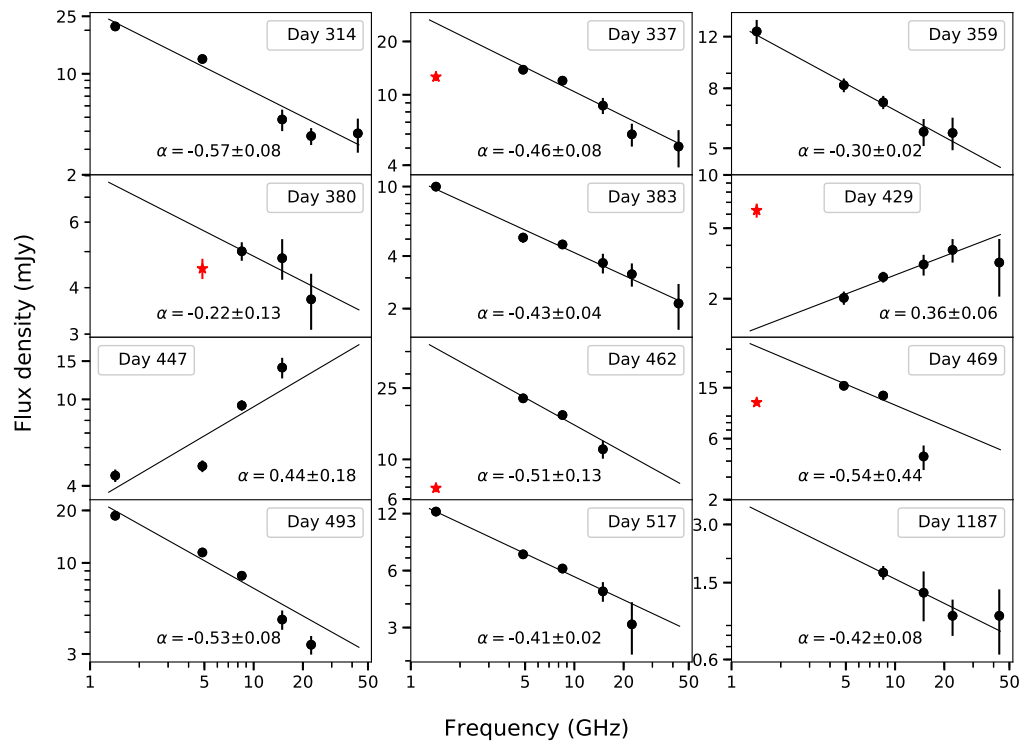 Flux density (mJy)
25
10
2
Day 314
α = -0.57±0.08
20
10
4
Day 337
α = -0.46±0.08
12
8
5
Day 359
α = -0.30±0.02
6
4
3
Day 380
α = -0.22±0.13
10
4
2
Day 383
α = -0.43±0.04
10
5
2
Day 429
α = 0.36±0.06
15
10
6
4
Day 447
α = 0.44±0.18
25
10
6
Day 462
α = -0.51±0.13
15
6
2
Day 469
α = -0.54±0.44
20
10
3
Day 493
α = -0.53±0.08
12
6
3
Day 517
α = -0.41±0.02
3.0
1.5
0.6
Day 1187
α = -0.42±0.08
1 5 10 50
1 5 10 50
1 5 10 50
Frequency (GHz)